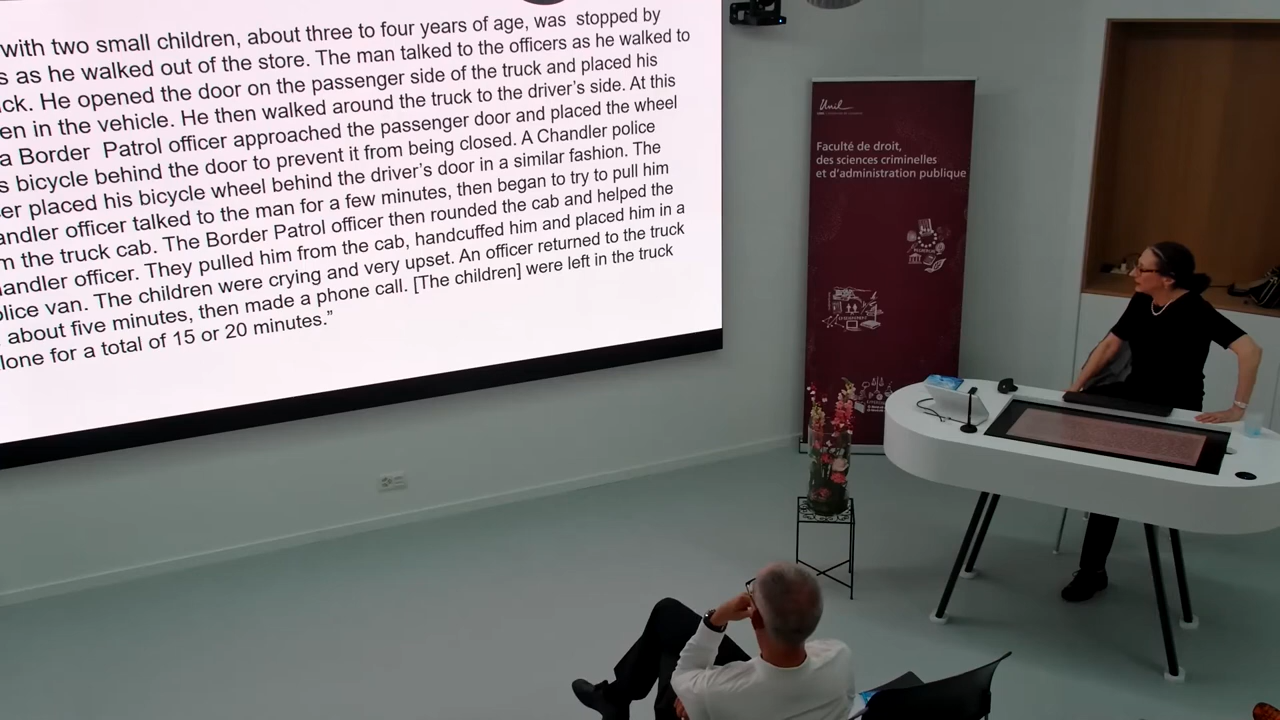 with two small children, about three to four years of age, was stopped by
s as he walked out of the store. The man talked to the officers as he walked to
ck. He opened the door on the passenger side of the truck and placed his
en in the vehicle. He then walked around the truck to the driver's side. At this
a Border Patrol officer approached the passenger door and placed the wheel
s bicycle behind the door to prevent it from being closed. A Chandler police
er placed his bicycle wheel behind the driver's door in a similar fashion. The
andler officer talked to the man for a few minutes, then began to try to pull him
m the truck cab. The Border Patrol officer then rounded the cab and helped the
andler officer. They pulled him from the cab, handcuffed him and placed him in a
olice van. The children were crying and very upset. An officer returned to the truck
about five minutes, then made a phone call. [The children] were left in the truck
lone for a total of 15 or 20 minutes."
Unil
Faculté de droit,
des sciences criminelles
et d'administration publique